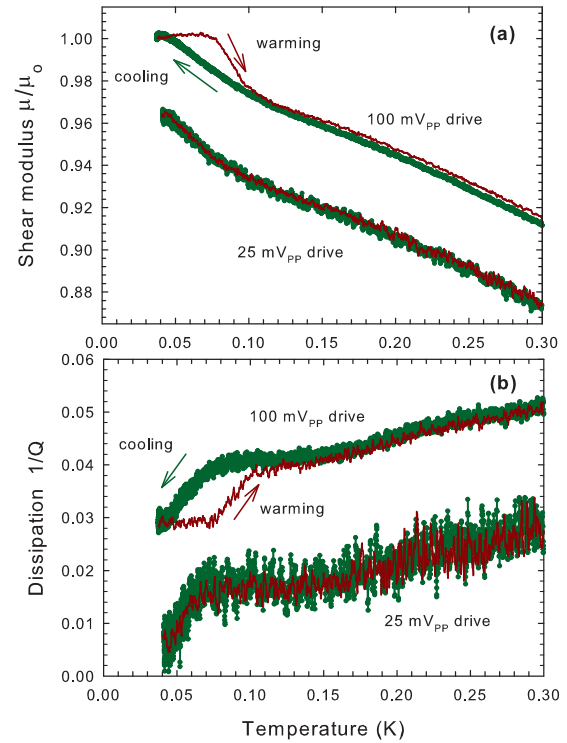 (a)
warming
cooling
100 mVPP drive
25 mVPP drive
Shear modulus μ/μo
1.00
0.98
0.96
0.94
0.92
0.90
0.88
0.00 0.05 0.10 0.15 0.20 0.25 0.30
(b)
100 mVPP drive
cooling
warming
25 mVPP drive
Dissipation 1/Q
0.06
0.05
0.04
0.03
0.02
0.01
0.00
0.00 0.05 0.10 0.15 0.20 0.25 0.30
Temperature (K)